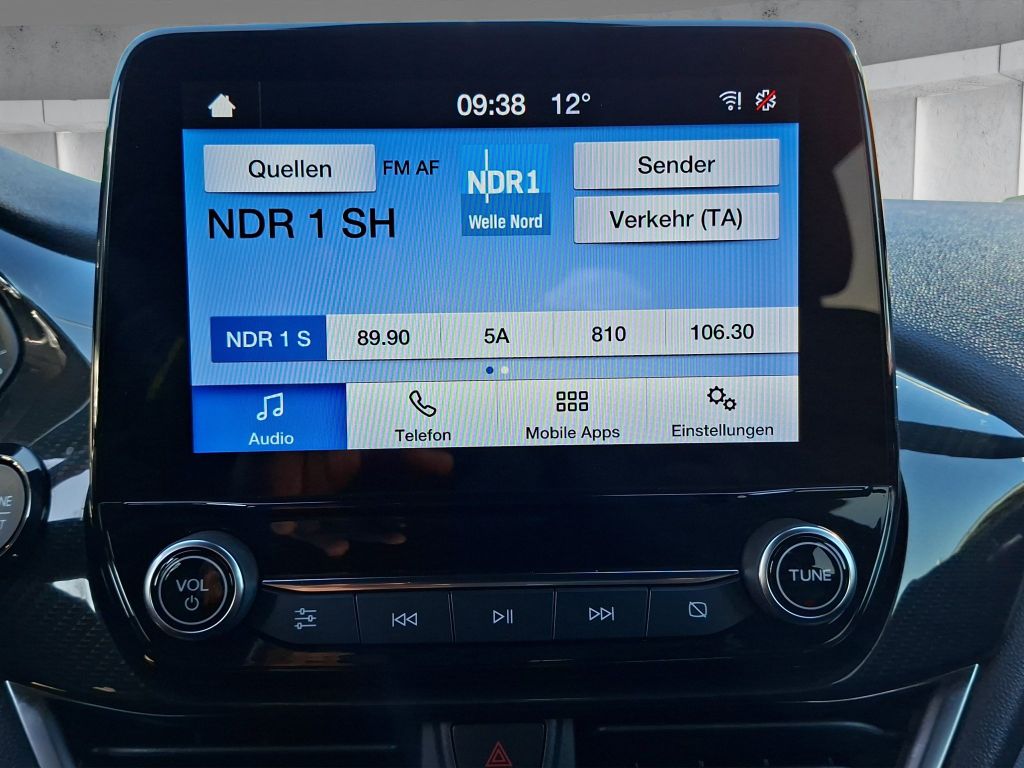 09:38 12°
Quellen FM AF
NDR 1 SH
NDR1
Welle Nord
Sender
Verkehr (TA)
NDR 1 S 89.90 5A 810 106.30
Audio Telefon Mobile Apps Einstellungen
VOL
TUNE